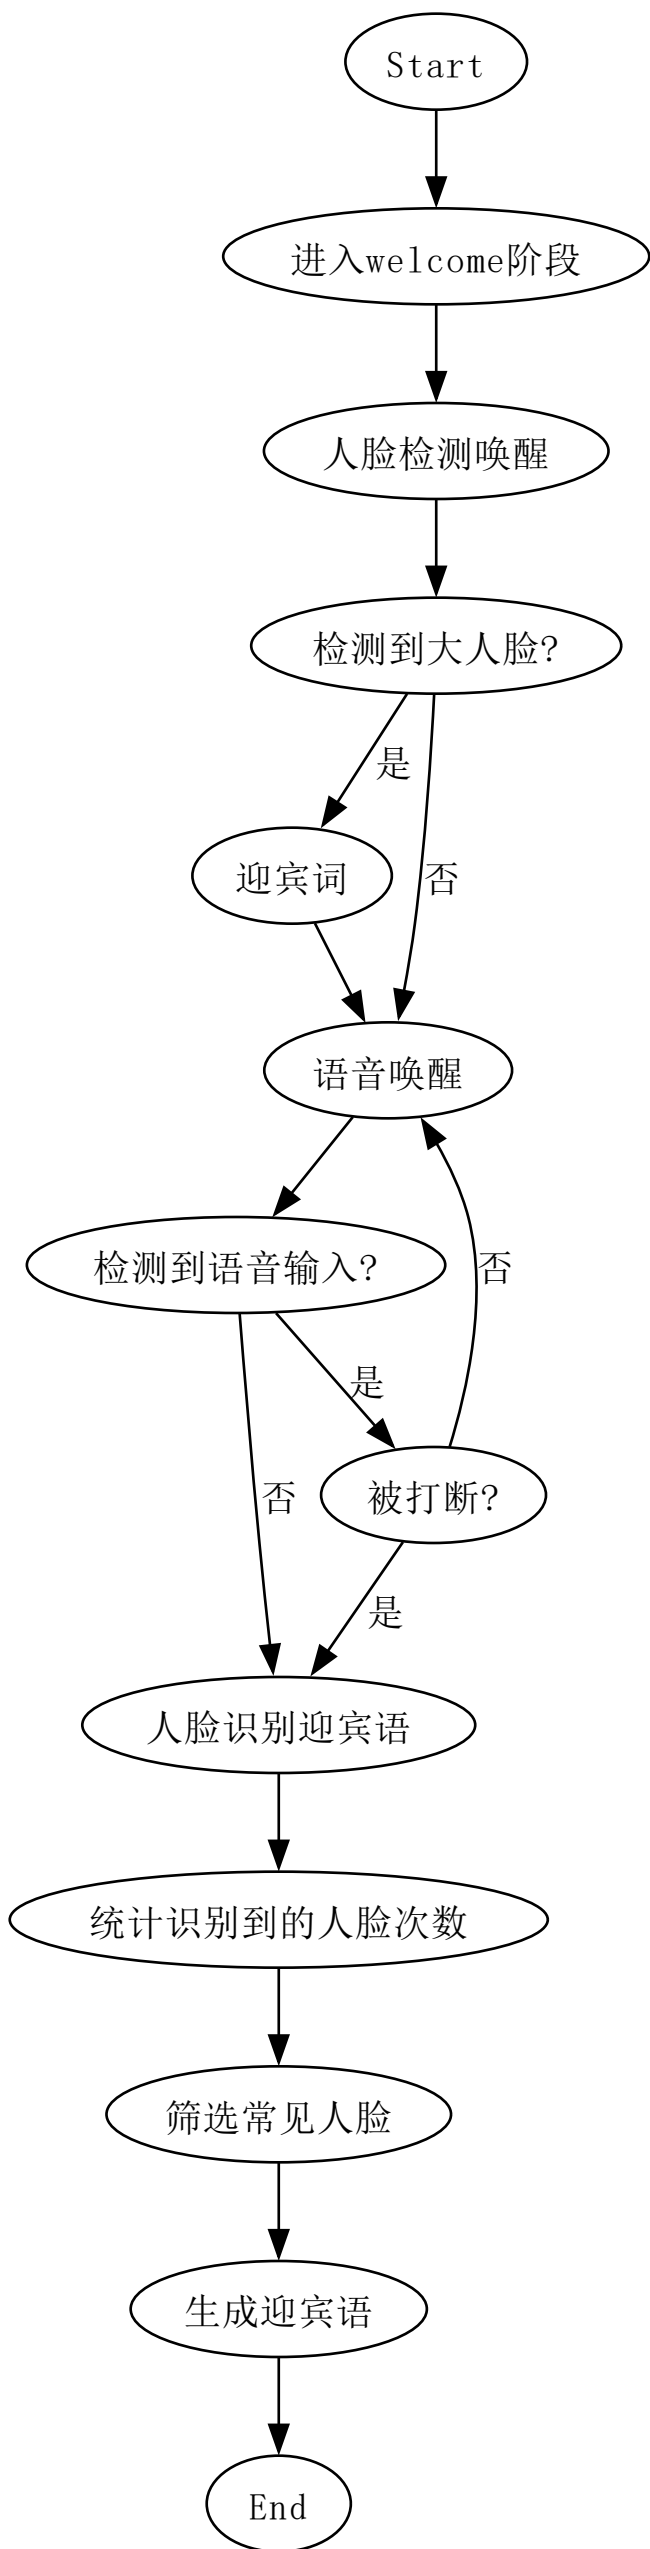 Start
进入welcome阶段
人脸检测唤醒
检测到大人脸?
是
迎宾词
否
语音唤醒
检测到语音输入?
否
是
否
被打断?
是
人脸识别迎宾语
统计识别到的人脸次数
筛选常见人脸
生成迎宾语
End